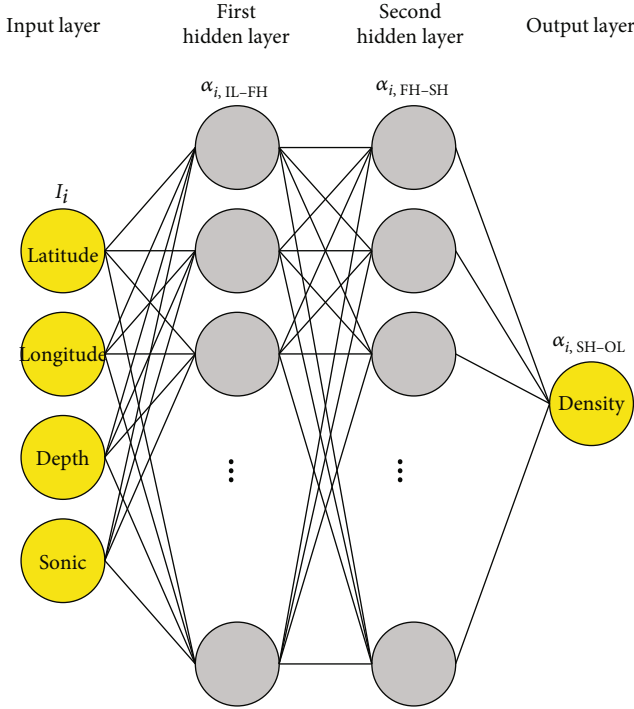 Input layer
First
hidden layer
Second
hidden layer
Output layer
α_{i, IL–FH}
α_{i, FH–SH}
I_i
Latitude
Longitude
Depth
Sonic
α_{i, SH–OL}
Density